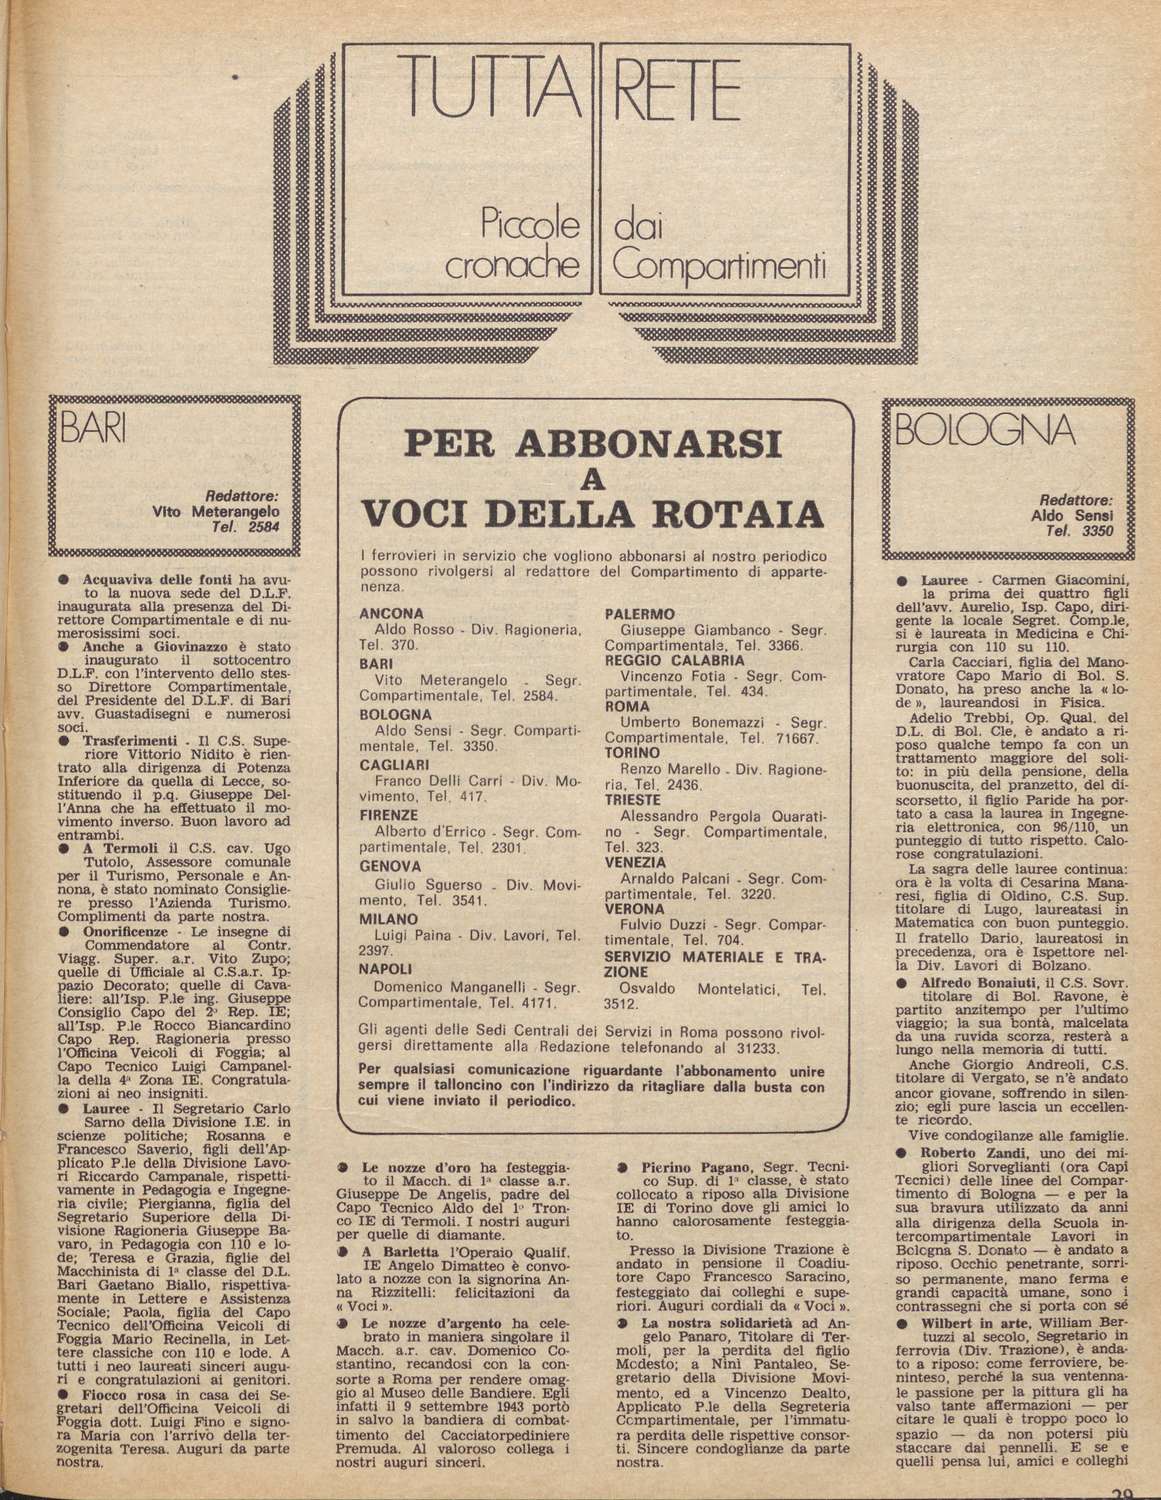 TUTTA RETE
Piccole
cronache
dai
Compartimenti
BARI
Redattore:
Vito Meterangelo
Tel. 2584
● Acquaviva delle fonti ha avu-
to la nuova sede del D.L.F.
inaugurata alla presenza del Di-
rettore Compartimentale e di nu-
merosissimi soci.
● Anche a Giovinazzo è stato
inaugurato il sottocentro
D.L.F. con l'intervento dello stes-
so Direttore Compartimentale,
del Presidente del D.L.F. di Bari
avv. Guastadisegni e numerosi
soci.
● Trasferimenti - Il C.S. Supe-
riore Vittorio Nidito è rien-
trato alla dirigenza di Potenza
Inferiore da quella di Lecce, so-
stituendo il p.q. Giuseppe Del-
l'Anna che ha effettuato il mo-
vimento inverso. Buon lavoro ad
entrambi.
● A Termoli il C.S. cav. Ugo
Tutolo, Assessore comunale
per il Turismo, Personale e An-
nona, è stato nominato Consiglie-
re presso l'Azienda Turismo.
Complimenti da parte nostra.
● Onorificenze - Le insegne di
Commendatore al Contr.
Viagg. Super. a.r. Vito Zupo;
quelle di Ufficiale al C.S.a.r. Ip-
pazio Decorato; quelle di Cava-
liere: all'Isp. P.le ing. Giuseppe
Consiglio Capo del 2° Rep. IE;
all'Isp. P.le Rocco Biancardino
Capo Rep. Ragioneria presso
l'Officina Veicoli di Foggia; al
Capo Tecnico Luigi Campanel-
la della 4ª Zona IE. Congratula-
zioni ai neo insigniti.
● Lauree - Il Segretario Carlo
Sarno della Divisione I.E. in
scienze politiche; Rosanna e
Francesco Saverio, figli dell'Ap-
plicato P.le della Divisione Lavo-
ri Riccardo Campanale, rispetti-
vamente in Pedagogia e Ingegne-
ria civile; Piergianna, figlia del
Segretario Superiore della Di-
visione Ragioneria Giuseppe Ba-
varo, in Pedagogia con 110 e lo-
de; Teresa e Grazia, figlie del
Macchinista di 1ª classe del D.L.
Bari Gaetano Biallo, rispettiva-
mente in Lettere e Assistenza
Sociale; Paola, figlia del Capo
Tecnico dell'Officina Veicoli di
Foggia Mario Recinella, in Let-
tere classiche con 110 e lode. A
tutti i neo laureati sinceri augu-
ri e congratulazioni ai genitori.
● Fiocco rosa in casa dei Se-
gretari dell'Officina Veicoli di
Foggia dott. Luigi Fino e signo-
ra Maria con l'arrivo della ter-
zogenita Teresa. Auguri da parte
nostra.
PER ABBONARSI
A
VOCI DELLA ROTAIA
I ferrovieri in servizio che vogliono abbonarsi al nostro periodico
possono rivolgersi al redattore del Compartimento di apparte-
nenza.
ANCONA
Aldo Rosso - Div. Ragioneria,
Tel. 370.
BARI
Vito Meterangelo - Segr.
Compartimentale, Tel. 2584.
BOLOGNA
Aldo Sensi - Segr. Comparti-
mentale, Tel. 3350.
CAGLIARI
Franco Delli Carri - Div. Mo-
vimento, Tel. 417.
FIRENZE
Alberto d'Errico - Segr. Com-
partimentale, Tel. 2301.
GENOVA
Giulio Sguerso - Div. Movi-
mento, Tel. 3541.
MILANO
Luigi Paina - Div. Lavori, Tel.
2397.
NAPOLI
Domenico Manganelli - Segr.
Compartimentale, Tel. 4171.
PALERMO
Giuseppe Giambanco - Segr.
Compartimentale, Tel. 3366.
REGGIO CALABRIA
Vincenzo Fotia - Segr. Com-
partimentale, Tel. 434.
ROMA
Umberto Bonemazzi - Segr.
Compartimentale, Tel. 71667.
TORINO
Renzo Marello - Div. Ragione-
ria, Tel. 2436.
TRIESTE
Alessandro Pergola Quarati-
no - Segr. Compartimentale,
Tel. 323.
VENEZIA
Arnaldo Palcani - Segr. Com-
partimentale, Tel. 3220.
VERONA
Fulvio Duzzi - Segr. Compar-
timentale, Tel. 704.
SERVIZIO MATERIALE E TRA-
ZIONE
Osvaldo Montelatici, Tel.
3512.
Gli agenti delle Sedi Centrali dei Servizi in Roma possono rivol-
gersi direttamente alla Redazione telefonando al 31233.
Per qualsiasi comunicazione riguardante l'abbonamento unire
sempre il talloncino con l'indirizzo da ritagliare dalla busta con
cui viene inviato il periodico.
● Le nozze d'oro ha festeggia-
to il Macch. di 1ª classe a.r.
Giuseppe De Angelis, padre del
Capo Tecnico Aldo del 1° Tron-
co IE di Termoli. I nostri auguri
per quelle di diamante.
● A Barletta l'Operaio Qualif.
IE Angelo Dimatteo è convo-
lato a nozze con la signorina An-
na Rizzitelli: felicitazioni da
« Voci ».
● Le nozze d'argento ha cele-
brato in maniera singolare il
Macch. a.r. cav. Domenico Co-
stantino, recandosi con la con-
sorte a Roma per rendere omag-
gio al Museo delle Bandiere. Egli
infatti il 9 settembre 1943 portò
in salvo la bandiera di combat-
timento del Cacciatorpediniere
Premuda. Al valoroso collega i
nostri auguri sinceri.
● Pierino Pagano, Segr. Tecni-
co Sup. di 1ª classe, è stato
collocato a riposo alla Divisione
IE di Torino dove gli amici lo
hanno calorosamente festeggia-
to.
Presso la Divisione Trazione è
andato in pensione il Coadiu-
tore Capo Francesco Saracino,
festeggiato dai colleghi e supe-
riori. Auguri cordiali da « Voci ».
● La nostra solidarietà ad An-
gelo Panaro, Titolare di Ter-
moli, per la perdita del figlio
Modesto; a Ninì Pantaleo, Se-
gretario della Divisione Movi-
mento, ed a Vincenzo Dealto,
Applicato P.le della Segreteria
Compartimentale, per l'immatu-
ra perdita delle rispettive consor-
ti. Sincere condoglianze da parte
nostra.
BOLOGNA
Redattore:
Aldo Sensi
Tel. 3350
● Lauree - Carmen Giacomini,
la prima dei quattro figli
dell'avv. Aurelio, Isp. Capo, diri-
gente la locale Segret. Comp.le,
si è laureata in Medicina e Chi-
rurgia con 110 su 110.
Carla Cacciari, figlia del Mano-
vratore Capo Mario di Bol. S.
Donato, ha preso anche la « lo-
de », laureandosi in Fisica.
Adelio Trebbi, Op. Qual. del
D.L. di Bol. Cle, è andato a ri-
poso qualche tempo fa con un
trattamento maggiore del soli-
to: in più della pensione, della
buonuscita, del pranzetto, del di-
scorsetto, il figlio Paride ha por-
tato a casa la laurea in Ingegne-
ria elettronica, con 96/110, un
punteggio di tutto rispetto. Calo-
rose congratulazioni.
La sagra delle lauree continua:
ora è la volta di Cesarina Mana-
resi, figlia di Oldino, C.S. Sup.
titolare di Lugo, laureatasi in
Matematica con buon punteggio.
Il fratello Dario, laureatosi in
precedenza, ora è Ispettore nel-
la Div. Lavori di Bolzano.
● Alfredo Bonaiuti, il C.S. Sovr.
titolare di Bol. Ravone, è
partito anzitempo per l'ultimo
viaggio; la sua bontà, malcelata
da una ruvida scorza, resterà a
lungo nella memoria di tutti.
Anche Giorgio Andreoli, C.S.
titolare di Vergato, se n'è andato
ancor giovane, soffrendo in silen-
zio; egli pure lascia un eccellen-
te ricordo.
Vive condogilanze alle famiglie.
● Roberto Zandi, uno dei mi-
gliori Sorveglianti (ora Capi
Tecnici) delle linee del Compar-
timento di Bologna — e per la
sua bravura utilizzato da anni
alla dirigenza della Scuola in-
tercompartimentale Lavori in
Bologna S. Donato — è andato a
riposo. Occhio penetrante, sorri-
so permanente, mano ferma e
grandi capacità umane, sono i
contrassegni che si porta con sé
● Wilbert in arte, William Ber-
tuzzi al secolo, Segretario in
ferrovia (Div. Trazione), è anda-
to a riposo: come ferroviere, be-
ninteso, perché la sua ventenna-
le passione per la pittura gli ha
valso tante affermazioni — per
citare le quali è troppo poco lo
spazio — da non potersi più
staccare dai pennelli. E se e
quelli pensa lui, amici e colleghi
29